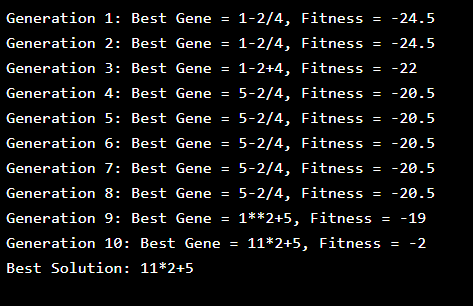 Generation 1: Best Gene = 1-2/4, Fitness = -24.5
Generation 2: Best Gene = 1-2/4, Fitness = -24.5
Generation 3: Best Gene = 1-2+4, Fitness = -22
Generation 4: Best Gene = 5-2/4, Fitness = -20.5
Generation 5: Best Gene = 5-2/4, Fitness = -20.5
Generation 6: Best Gene = 5-2/4, Fitness = -20.5
Generation 7: Best Gene = 5-2/4, Fitness = -20.5
Generation 8: Best Gene = 5-2/4, Fitness = -20.5
Generation 9: Best Gene = 1**2+5, Fitness = -19
Generation 10: Best Gene = 11*2+5, Fitness = -2
Best Solution: 11*2+5